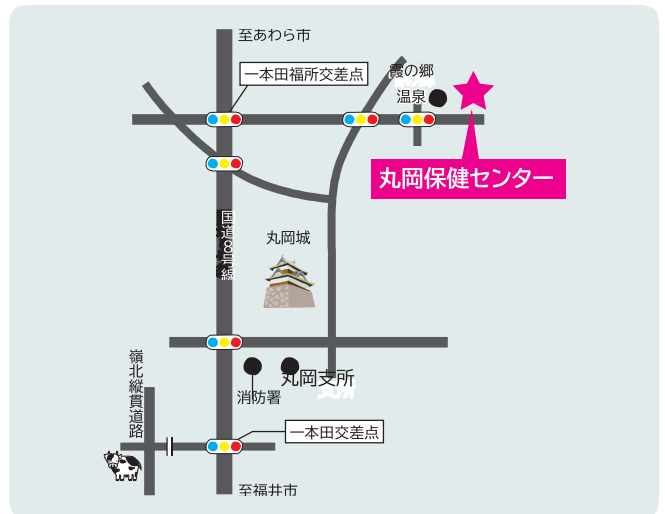 至あわら市
一本田福所交差点
霞の郷
温泉
丸岡保健センター
国道8号線
丸岡城
嶺北縦貫道路
丸岡支所
支所
消防署
一本田交差点
至福井市